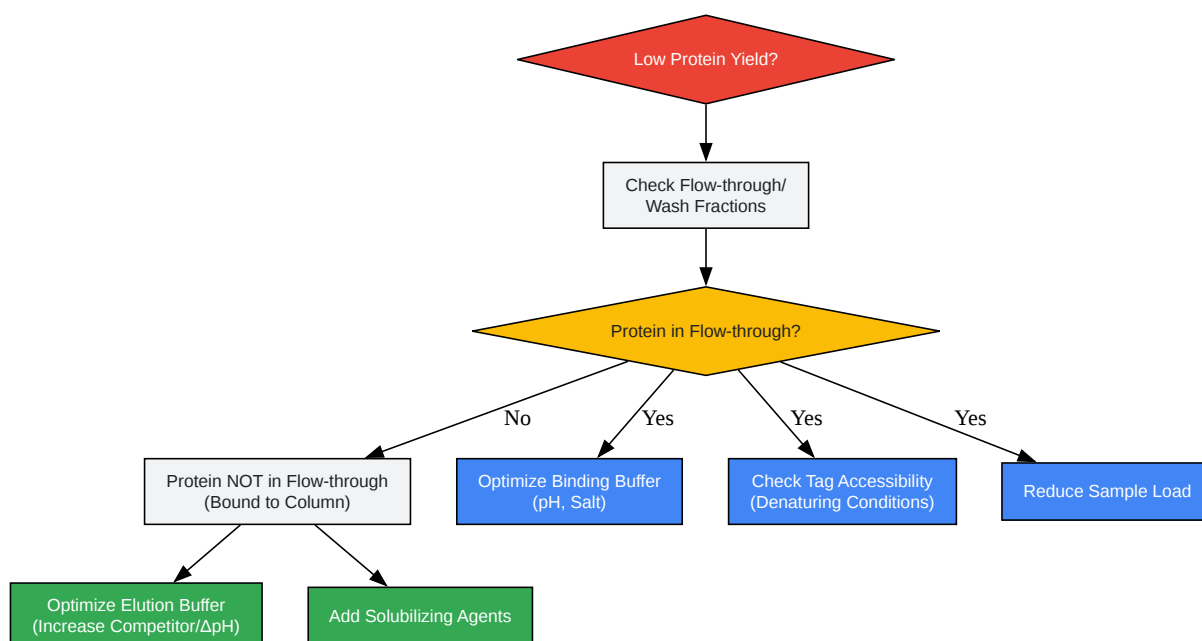 Low Protein Yield?
Check Flow-through/
Wash Fractions
Protein in Flow-through?
No
Yes
Yes
Yes
Protein NOT in Flow-through
(Bound to Column)
Optimize Binding Buffer
(pH, Salt)
Check Tag Accessibility
(Denaturing Conditions)
Reduce Sample Load
Optimize Elution Buffer
(Increase Competitor/ΔpH)
Add Solubilizing Agents